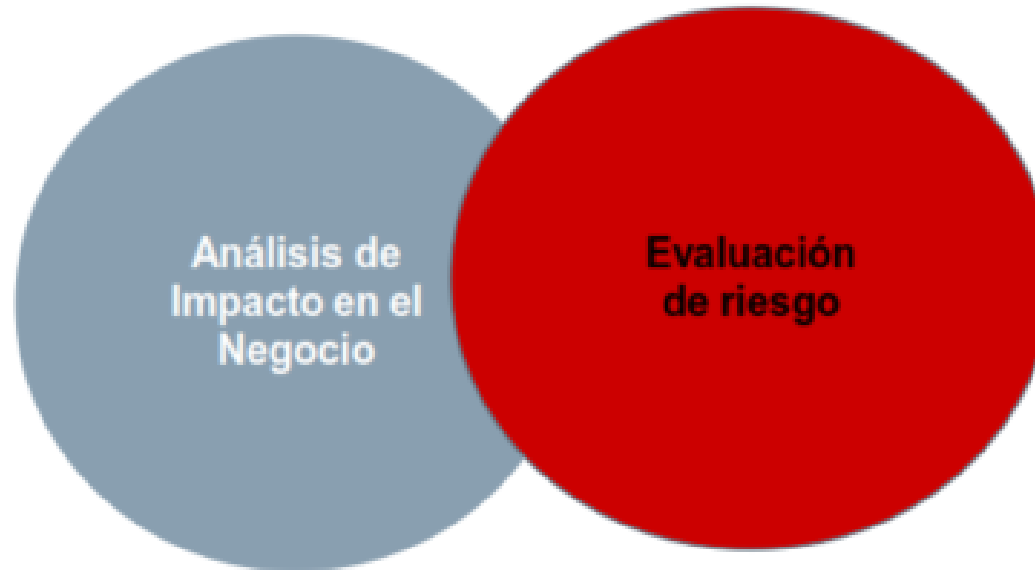 Análisis de
Impacto en el
Negocio
Evaluación
de riesgo